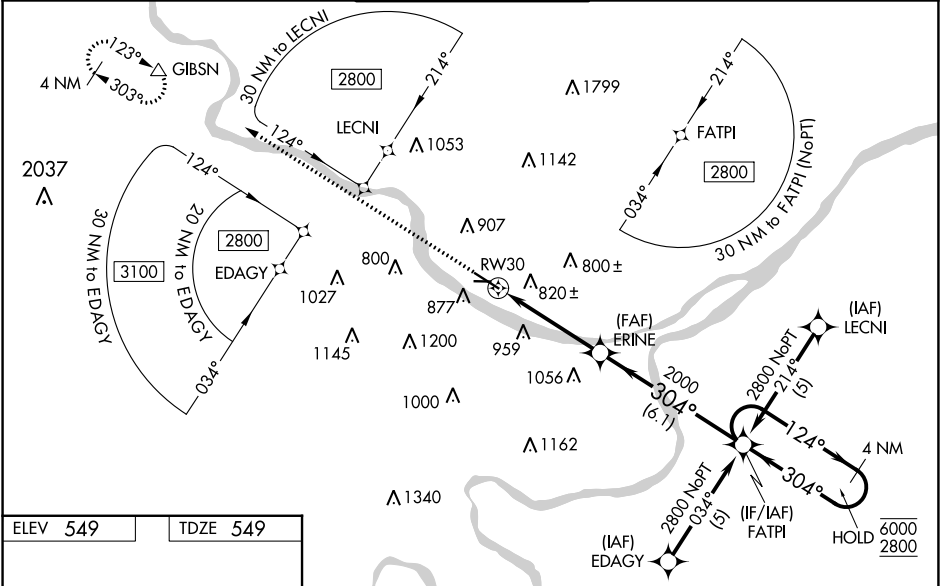 123°
GIBSN
4 NM
303°
30 NM to LECNI
2800
214°
LECNI
124°
1053
1799
1142
214°
FATPI
2800
034°
30 NM to FATPI (NoPT)
2037
124°
30 NM to EDAGY
20 NM to EDAGY
3100
2800
EDAGY
034°
907
800
1027
877
RW30
820±
800±
1145
1200
959
(FAF)
ERINE
1056
1000
2000
304°
(6.1)
(IAF)
LECNI
2800 NoPT
214°
(5)
124°
4 NM
304°
HOLD
6000
2800
(IF/IAF)
FATPI
1162
1340
2800 NoPT
034°
(5)
(IAF)
EDAGY
ELEV 549
TDZE 549